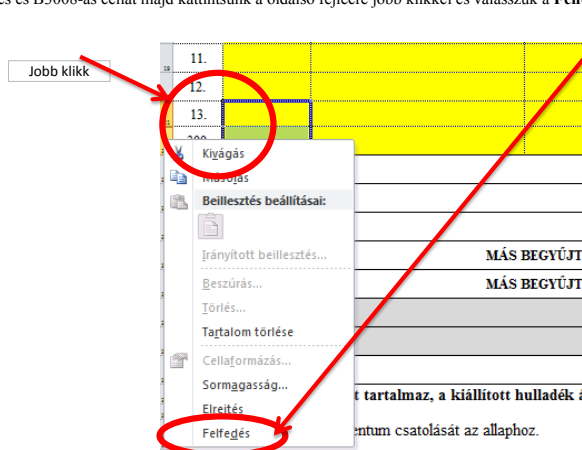 és B3008-as cellát majd kattintsunk a oldalsó fejlécre jobb klikkel és válasszuk a
Jobb klikk
11.
12.
13.
200.
Kivágás
Másolás
Beillesztés beállításai:
Irányított beillesztés...
Beszúrás...
Törlés...
Tartalom törlése
Cellaformázás...
Sormagasság...
Elrejtés
Felfedés
MÁS BEGYŰJT
MÁS BEGYŰJT
t tartalmaz, a kiállított hulladék á
entum csatolását az allaphoz.